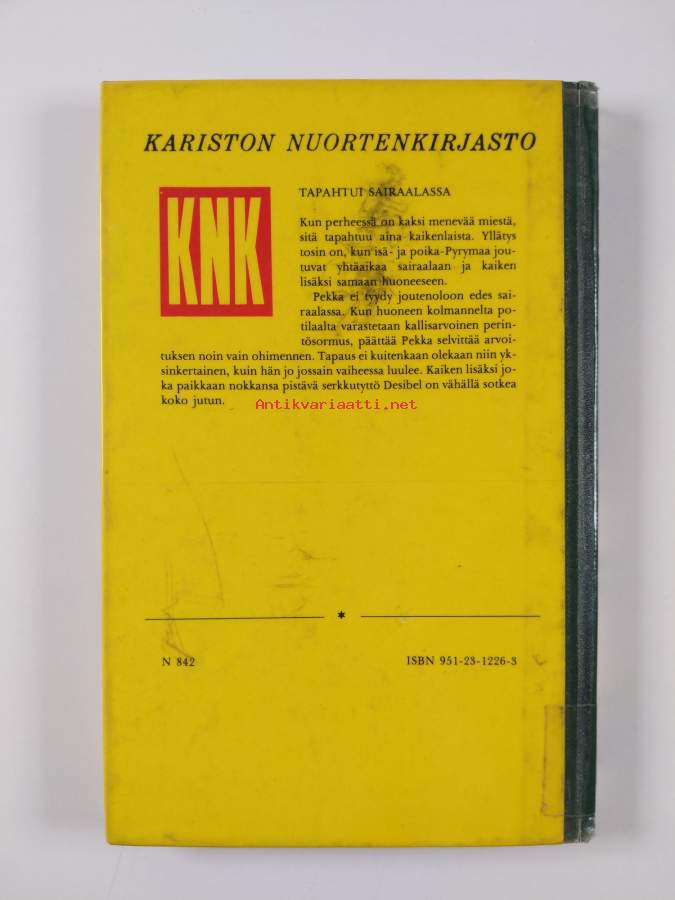 KARISTON NUORTENKIRJASTO
KNK
TAPAHTUI SAIRAALASSA
Kun perheessä on kaksi menevää miestä,
sitä tapahtuu aina kaikenlaista. Yllätys
tosin on, kun isä- ja poika-Pyrymaa jou-
tuvat yhtäaikaa sairaalaan ja kaiken
lisäksi samaan huoneeseen.
Pekka ei tyydy joutenoloon edes sai-
raalassa. Kun huoneen kolmannelta po-
tilaalta varastetaan kallisarvoinen perin-
tösormus, päättää Pekka selvittää arvoi-
tuksen noin vain ohimennen. Tapaus ei kuitenkaan olekaan niin yk-
sinkertainen, kuin hän jo jossain vaiheessa luulee. Kaiken lisäksi jo-
ka paikkaan nokkansa pistävä serkkutyttö Desibel on vähällä sotkea
koko jutun.
Antikvariaatti.net
*
N 842
ISBN 951-23-1226-3